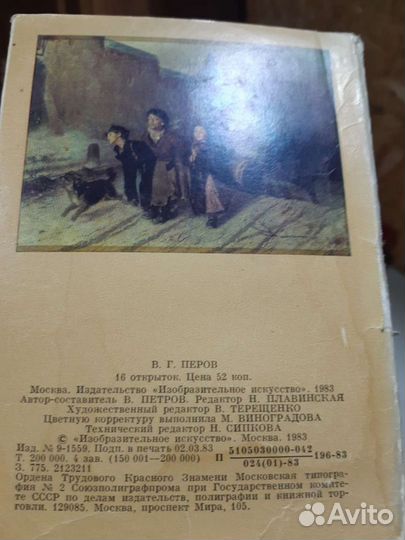 В. Г. ПЕРОВ
16 открыток. Цена 52 коп.
Москва. Издательство «Изобразительное искусство». 1983
Автор-составитель В. ПЕТРОВ. Редактор Н. ПЛАВИНСКАЯ
Художественный редактор В. ТЕРЕЩЕНКО
Цветную корректуру выполнила М. ВИНОГРАДОВА
Технический редактор Н. СИПКОВА
© «Изобразительное искусство». Москва. 1983
Изд. № 9-1559. Подп. в печать 02.03.83
5105030000-042
Т. 200 000. 4 зав. (150 001—200 000) П ――― 196-83
З. 775. 2123211
024(01)-83
Ордена Трудового Красного Знамени Московская типогра-
фия № 2 Союзполиграфпрома при Государственном комите-
те СССР по делам издательств, полиграфии и книжной тор-
говли. 129085. Москва, проспект Мира, 105.
Avito